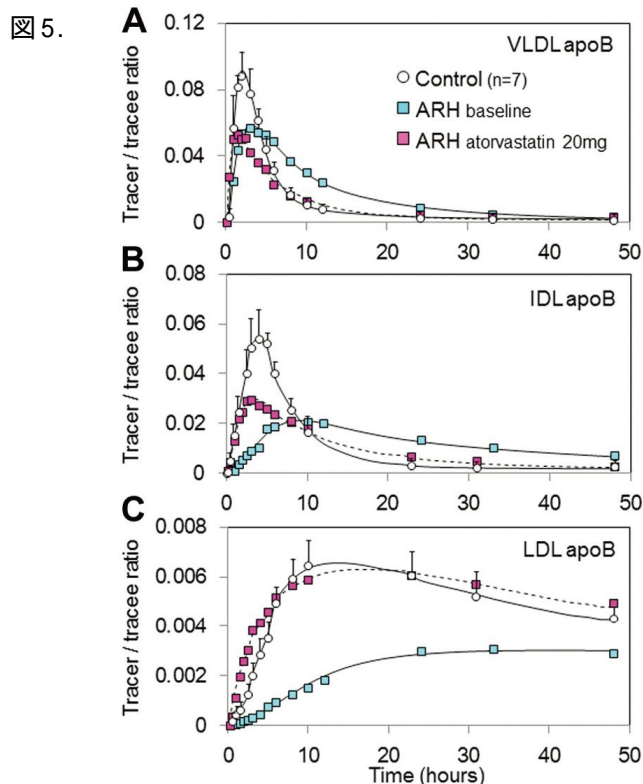 図5.
A
VLDL apoB
Control (n=7)
ARH baseline
ARH atorvastatin 20mg
Tracer / tracee ratio
0.12
0.08
0.04
0
0 10 20 30 40 50
B
IDL apoB
Tracer / tracee ratio
0.08
0.06
0.04
0.02
0
0 10 20 30 40 50
C
LDL apoB
Tracer / tracee ratio
0.008
0.006
0.004
0.002
0
0 10 20 30 40 50
Time (hours)